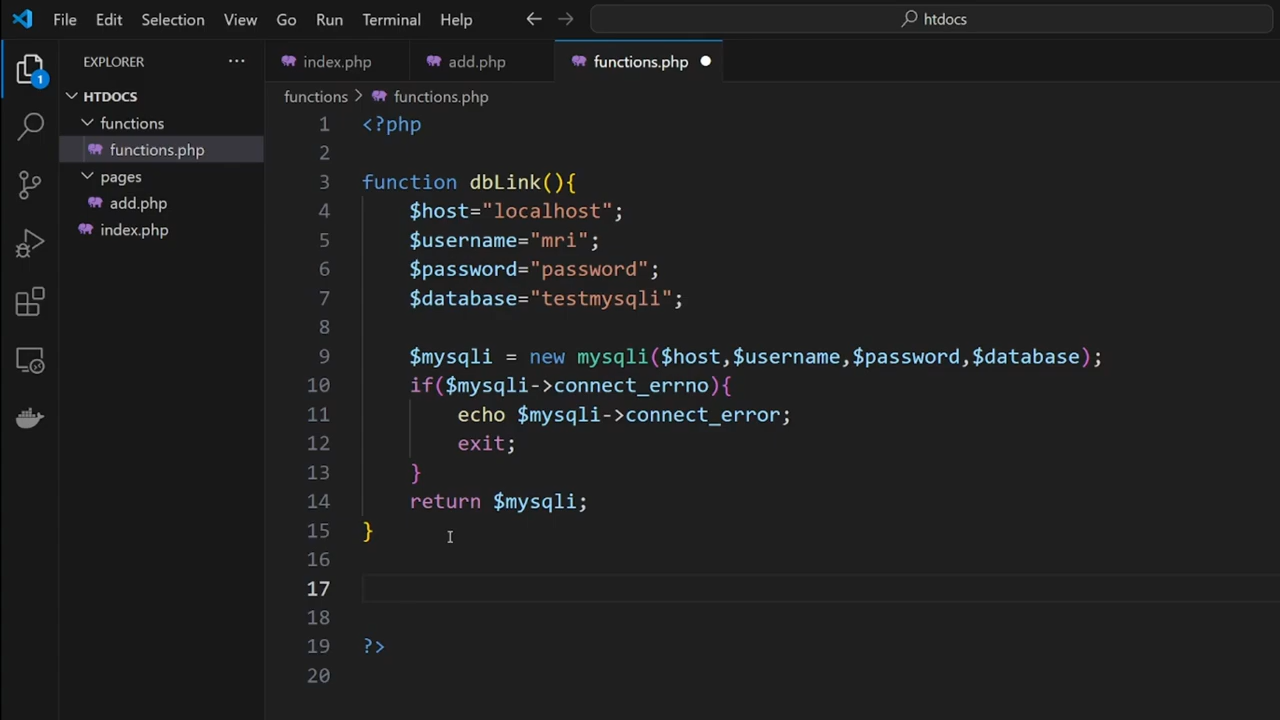 File Edit Selection View Go Run Terminal Help htdocs
EXPLORER
index.php add.php functions.php
1
HTDOCS
functions
functions.php
pages
add.php
index.php
functions > functions.php
1 <?php
2
3 function dbLink(){
4 $host="localhost";
5 $username="mri";
6 $password="password";
7 $database="testmysqli";
8
9 $mysqli = new mysqli($host,$username,$password,$database);
10 if($mysqli->connect_errno){
11 echo $mysqli->connect_error;
12 exit;
13 }
14 return $mysqli;
15 }
16
17
18
19 ?>
20